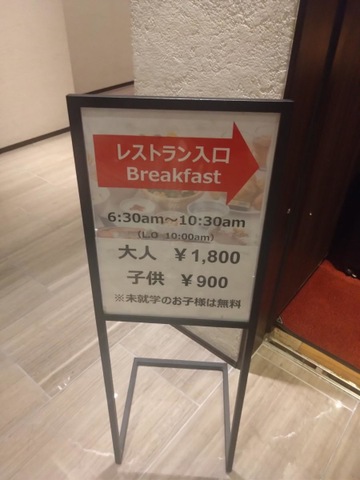 レストラン入口
Breakfast
6:30am～10:30am
(L.O 10:00am)
大人 ￥1,800
子供 ￥900
※未就学のお子様は無料